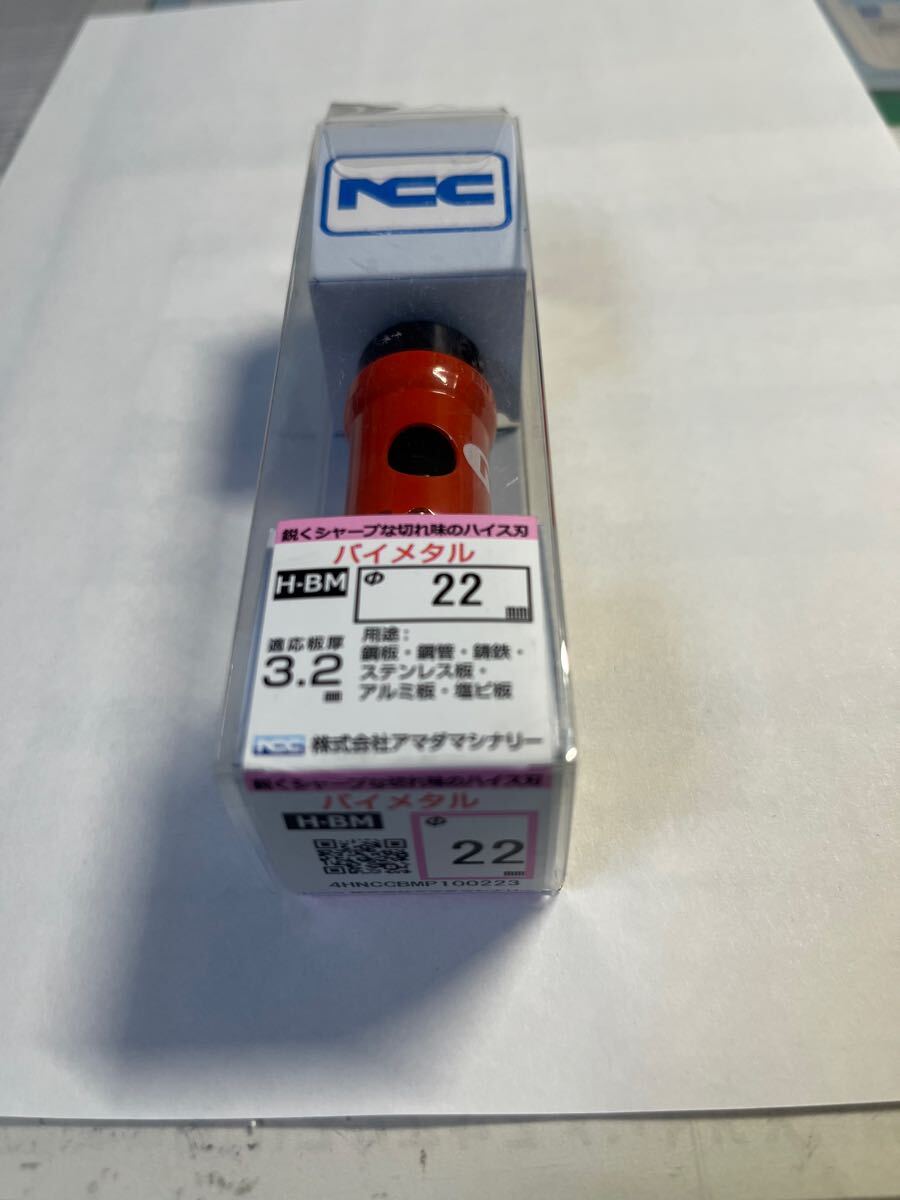 NCC
鋭くシャープな切れ味のハイス刃
バイメタル
H-BM
Φ 22 mm
適応板厚
3.2 mm
用途:
鋼板・鋼管・鋳鉄・
ステンレス板・
アルミ板・塩ビ板
NCC 株式会社アマダマシナリー
鋭くシャープな切れ味のハイス刃
バイメタル
H-BM
Φ 22 mm
4HNCCBMP100223